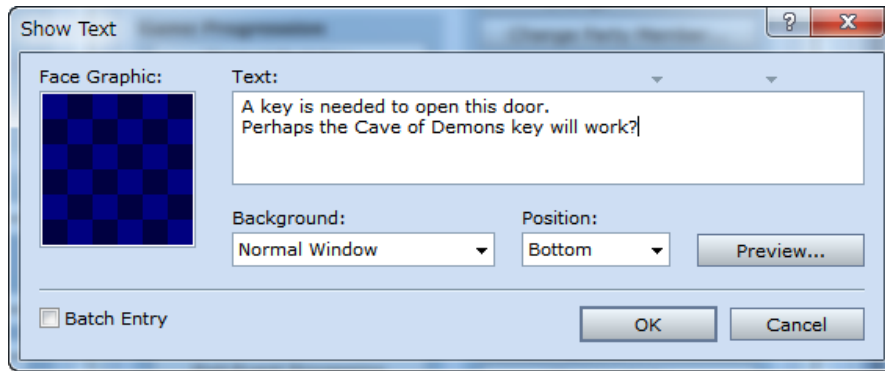 Show Text
Face Graphic:
Text:
A key is needed to open this door.
Perhaps the Cave of Demons key will work?
Background:
Position:
Normal Window
Bottom
Preview...
Batch Entry
OK
Cancel